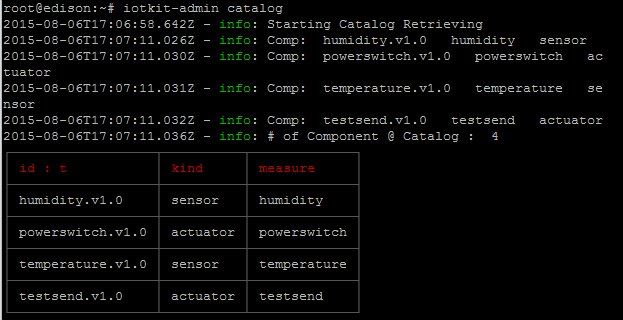 root@edison:~# iotkit-admin catalog
2015-08-06T17:06:58.642Z - info: Starting Catalog Retrieving
2015-08-06T17:07:11.026Z - info: Comp:  humidity.v1.0   humidity   sensor
2015-08-06T17:07:11.030Z - info: Comp:  powerswitch.v1.0   powerswitch   ac
tuator
2015-08-06T17:07:11.031Z - info: Comp:  temperature.v1.0   temperature   se
nsor
2015-08-06T17:07:11.032Z - info: Comp:  testsend.v1.0   testsend   actuator
2015-08-06T17:07:11.036Z - info: # of Component @ Catalog :  4
id : t   kind   measure
humidity.v1.0   sensor   humidity
powerswitch.v1.0   actuator   powerswitch
temperature.v1.0   sensor   temperature
testsend.v1.0   actuator   testsend